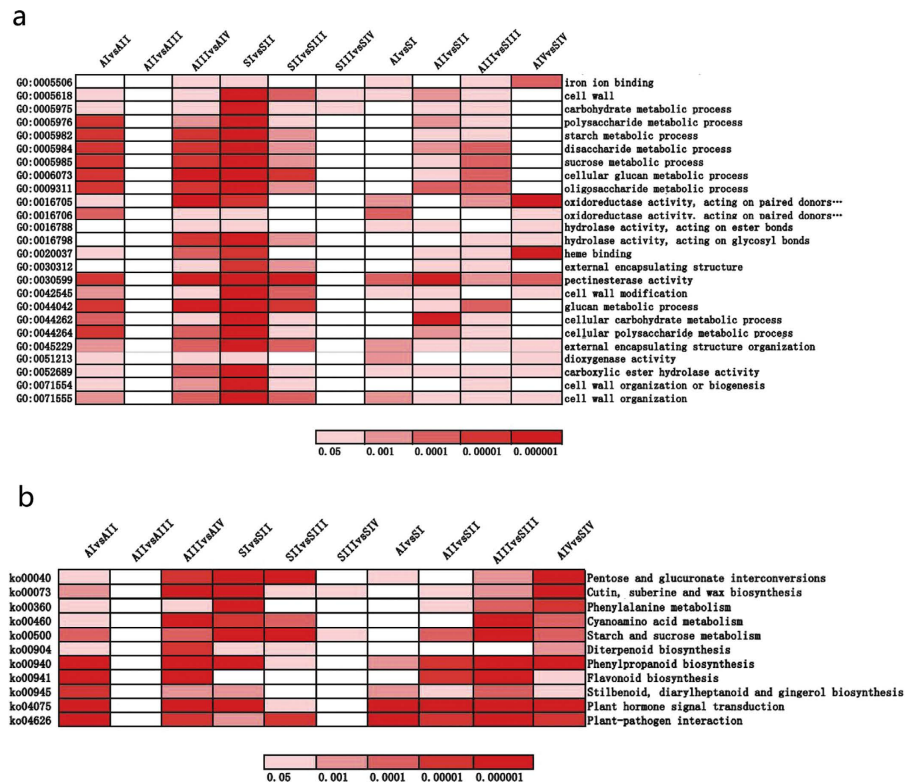 a
AIvsAII AIIvsAIII AIIIvsAIV SIvsSII SIIvsSIII SIIIvsSIV AIvsSI AIIvsSII AIIIvsSIII AIVvsSIV
GO:0005506 iron ion binding
GO:0005618 cell wall
GO:0005975 carbohydrate metabolic process
GO:0005976 polysaccharide metabolic process
GO:0005982 starch metabolic process
GO:0005984 disaccharide metabolic process
GO:0005985 sucrose metabolic process
GO:0006073 cellular glucan metabolic process
GO:0009311 oligosaccharide metabolic process
GO:0016705 oxidoreductase activity, acting on paired donors…
GO:0016706 oxidoreductase activity, acting on paired donors…
GO:0016788 hydrolase activity, acting on ester bonds
GO:0016798 hydrolase activity, acting on glycosyl bonds
GO:0020037 heme binding
GO:0030312 external encapsulating structure
GO:0030599 pectinesterase activity
GO:0042545 cell wall modification
GO:0044042 glucan metabolic process
GO:0044262 cellular carbohydrate metabolic process
GO:0044264 cellular polysaccharide metabolic process
GO:0045229 external encapsulating structure organization
GO:0051213 dioxygenase activity
GO:0052689 carboxylic ester hydrolase activity
GO:0071554 cell wall organization or biogenesis
GO:0071555 cell wall organization
0.05 0.001 0.0001 0.00001 0.000001
b
AIvsAII AIIvsAIII AIIIvsAIV SIvsSII SIIvsSIII SIIIvsSIV AIvsSI AIIvsSII AIIIvsSIII AIVvsSIV
ko00040 Pentose and glucuronate interconversions
ko00073 Cutin, suberine and wax biosynthesis
ko00360 Phenylalanine metabolism
ko00460 Cyanoamino acid metabolism
ko00500 Starch and sucrose metabolism
ko00904 Diterpenoid biosynthesis
ko00940 Phenylpropanoid biosynthesis
ko00941 Flavonoid biosynthesis
ko00945 Stilbenoid, diarylheptanoid and gingerol biosynthesis
ko04075 Plant hormone signal transduction
ko04626 Plant-pathogen interaction
0.05 0.001 0.0001 0.00001 0.000001